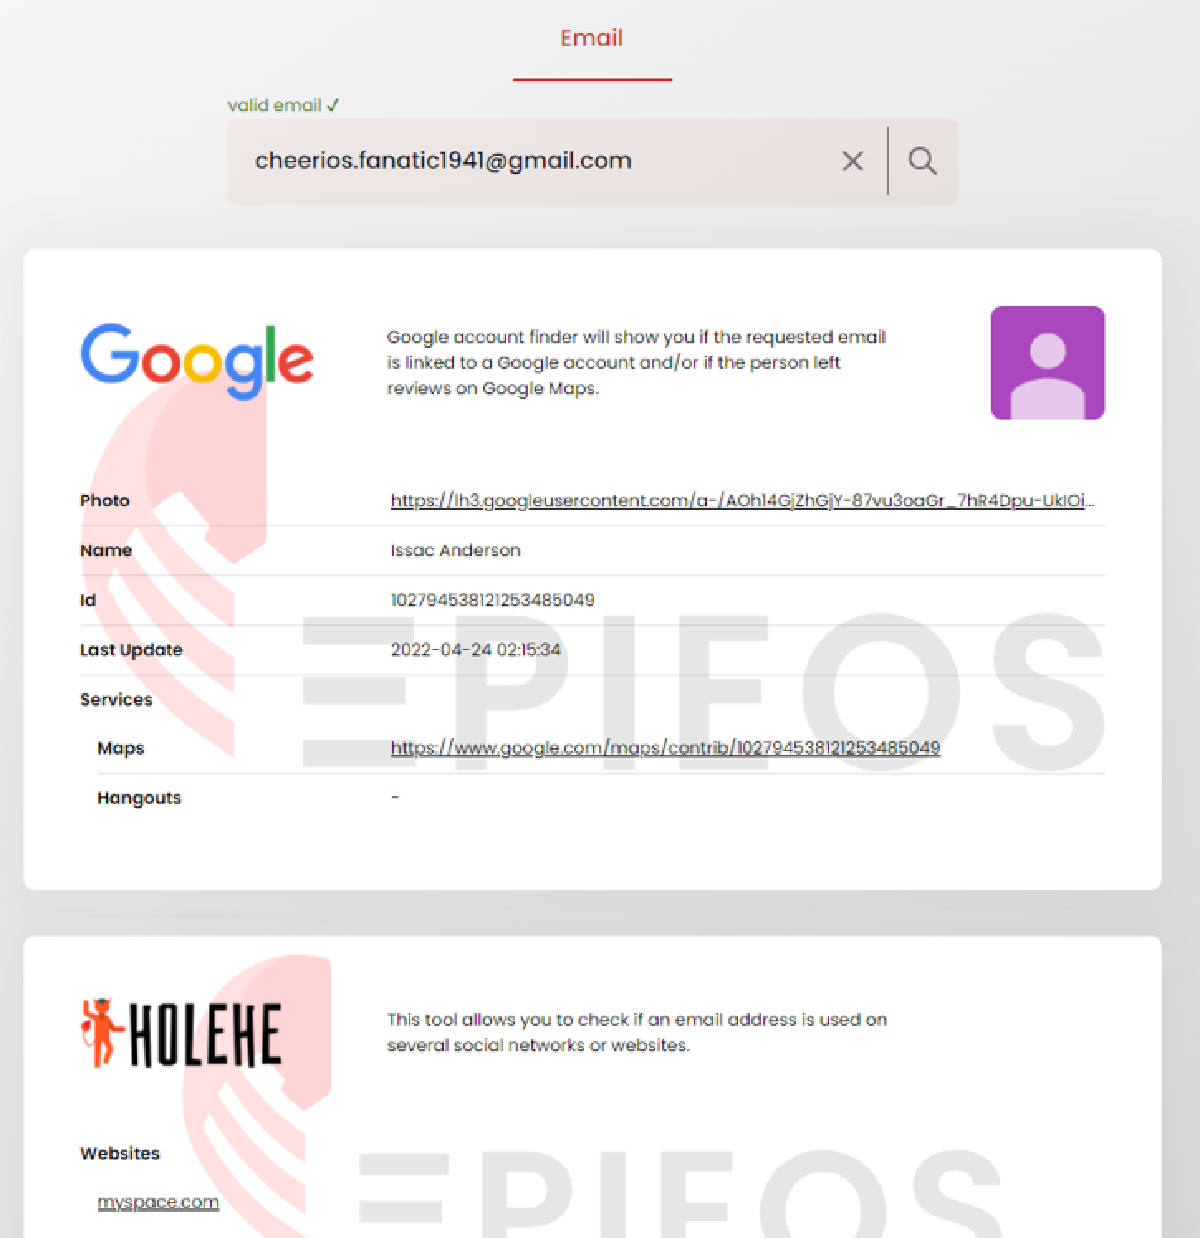 Email
valid email ✓
cheerios.fanatic1941@gmail.com
Google
Google account finder will show you if the requested email
is linked to a Google account and/or if the person left
reviews on Google Maps.
Photo https://lh3.googleusercontent.com/a-/AOh14GjZhGjY-87vu3oaGr_7hR4Dpu-UkIOi...
Name Issac Anderson
Id 102794538121253485049
Last Update 2022-04-24 02:15:34
Services
Maps https://www.google.com/maps/contrib/102794538121253485049
Hangouts -
EPIEOS
HOLEHE
This tool allows you to check if an email address is used on
several social networks or websites.
Websites
myspace.com
EPIEOS